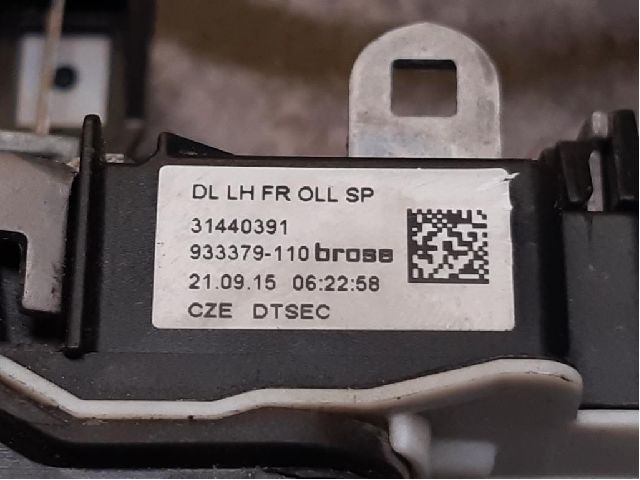 DL LH FR OLL SP
31440391
933379-110 brose
21.09.15 06:22:58
CZE DTSEC